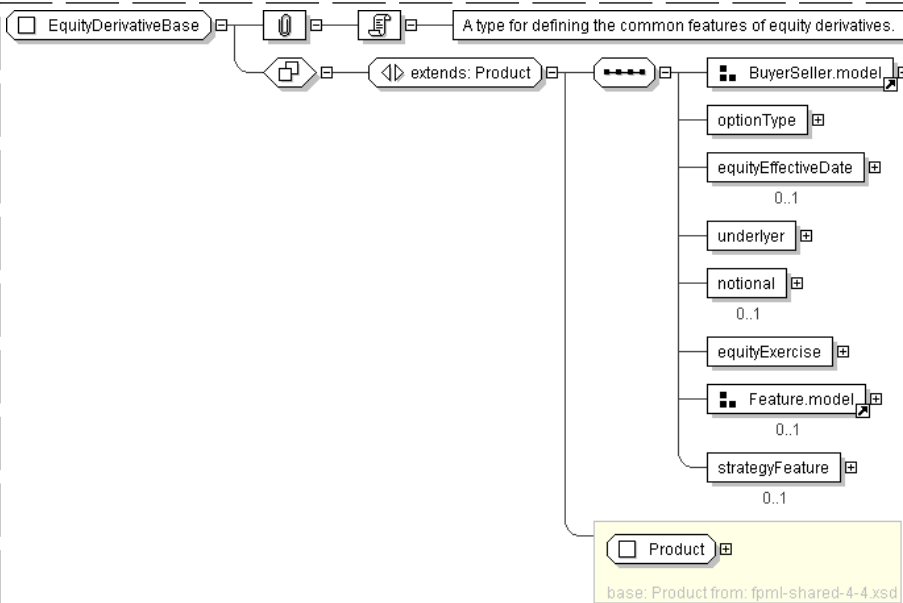 EquityDerivativeBase
A type for defining the common features of equity derivatives.
extends: Product
BuyerSeller.model
optionType
equityEffectiveDate
0..1
underlyer
notional
0..1
equityExercise
Feature.model
0..1
strategyFeature
0..1
Product
base: Product from: fpml-shared-4-4.xsd